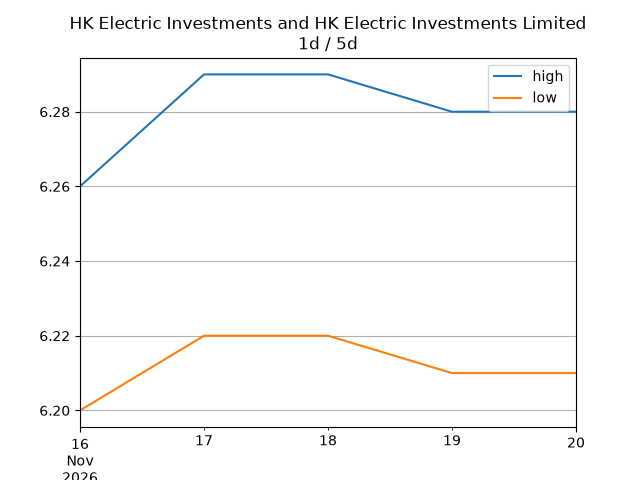 HK Electric Investments and HK Electric Investments Limited
1d / 5d
high
low
6.28
6.26
6.24
6.22
6.20
16
17
18
19
20
Nov
2026